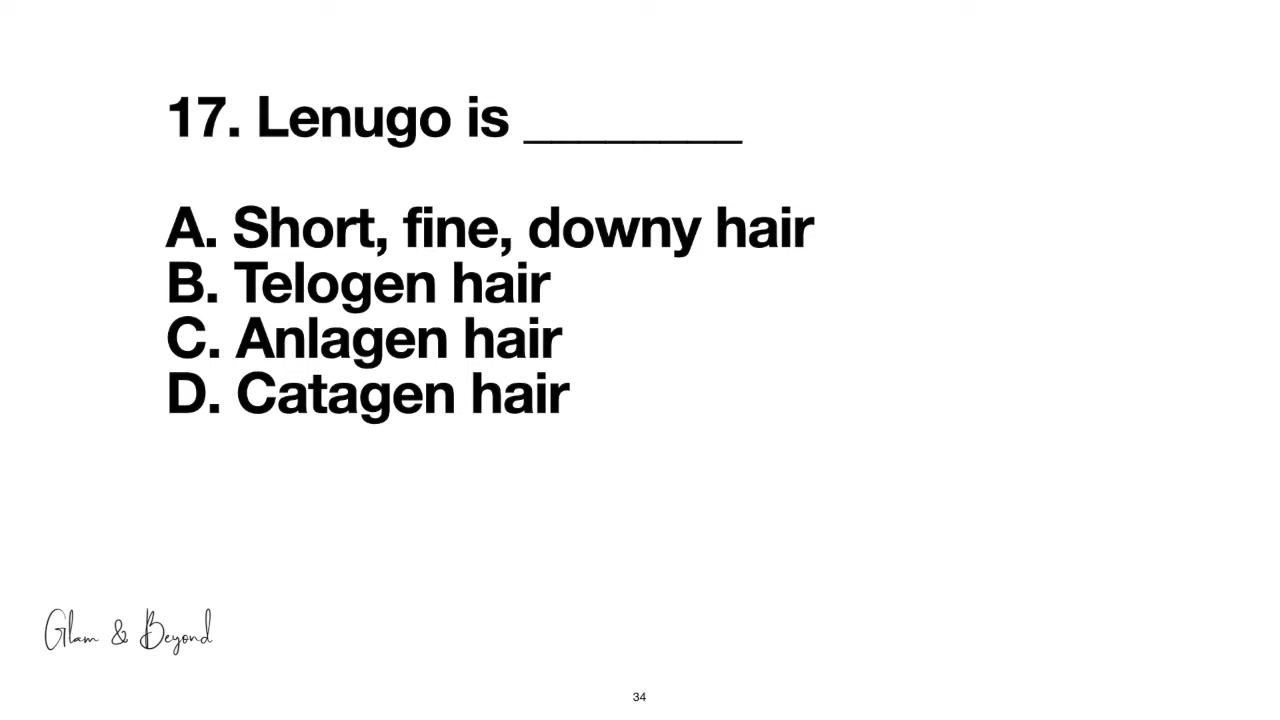 17. Lenugo is ________
A. Short, fine, downy hair
B. Telogen hair
C. Anlagen hair
D. Catagen hair
Glam & Beyond
34